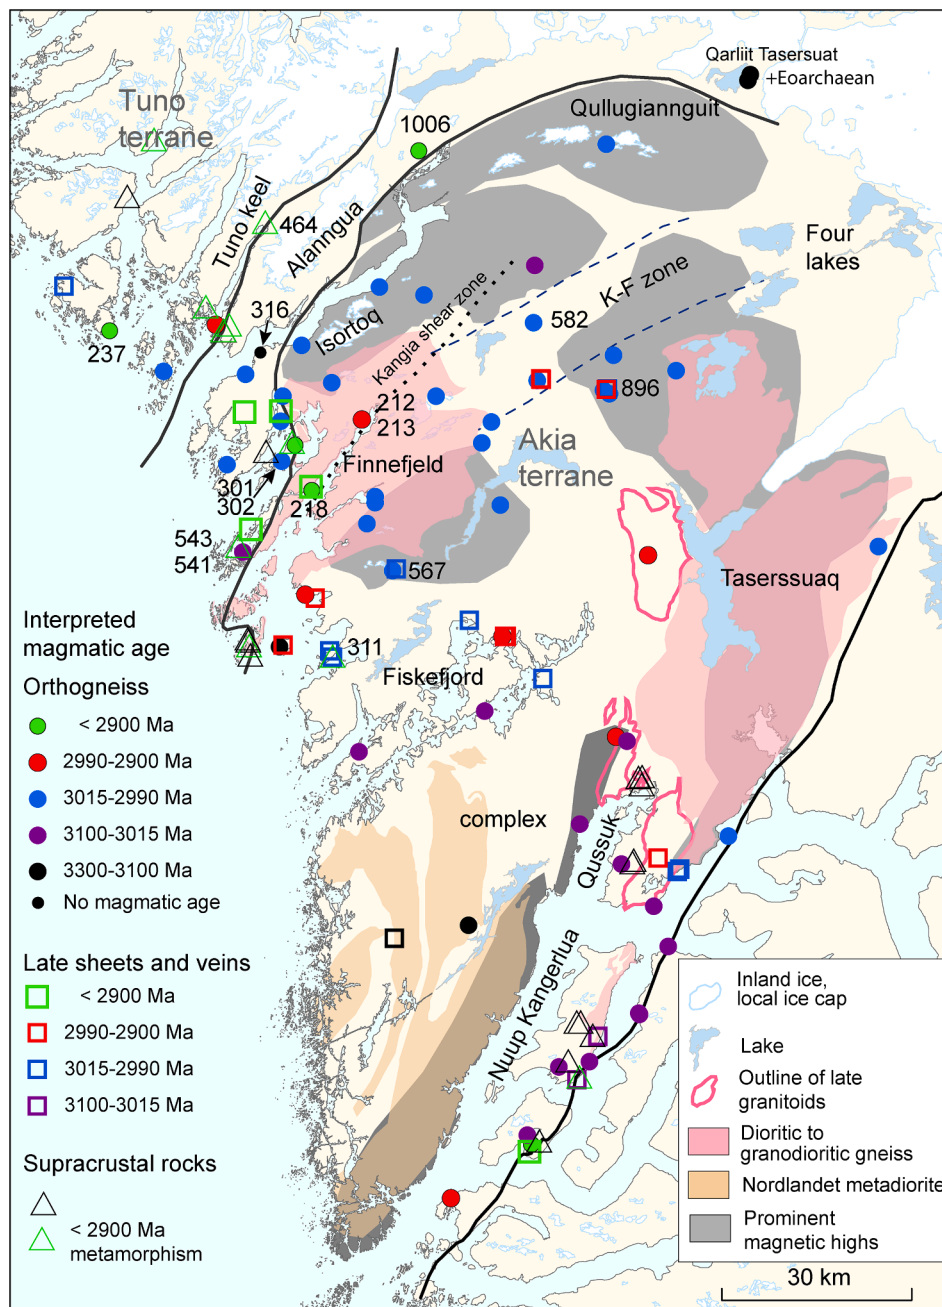 Qarliit Tasersuat
+Eoarchaean
Tuno
terrane
Qullugiannguit
1006
Tuno keel
464
Alanngua
Four
lakes
K-F zone
316
Isortoq
Kangia shear zone
582
237
896
212
213
Akia
terrane
Finnefjeld
301
302
218
543
541
567
Taserssuaq
311
Fiskefjord
complex
Qussuk
Nuup Kangerlua
Interpreted
magmatic age
Orthogneiss
< 2900 Ma
2990-2900 Ma
3015-2990 Ma
3100-3015 Ma
3300-3100 Ma
No magmatic age
Late sheets and veins
< 2900 Ma
2990-2900 Ma
3015-2990 Ma
3100-3015 Ma
Supracrustal rocks
< 2900 Ma
metamorphism
Inland ice,
local ice cap
Lake
Outline of late
granitoids
Dioritic to
granodioritic gneiss
Nordlandet metadiorite
Prominent
magnetic highs
30 km